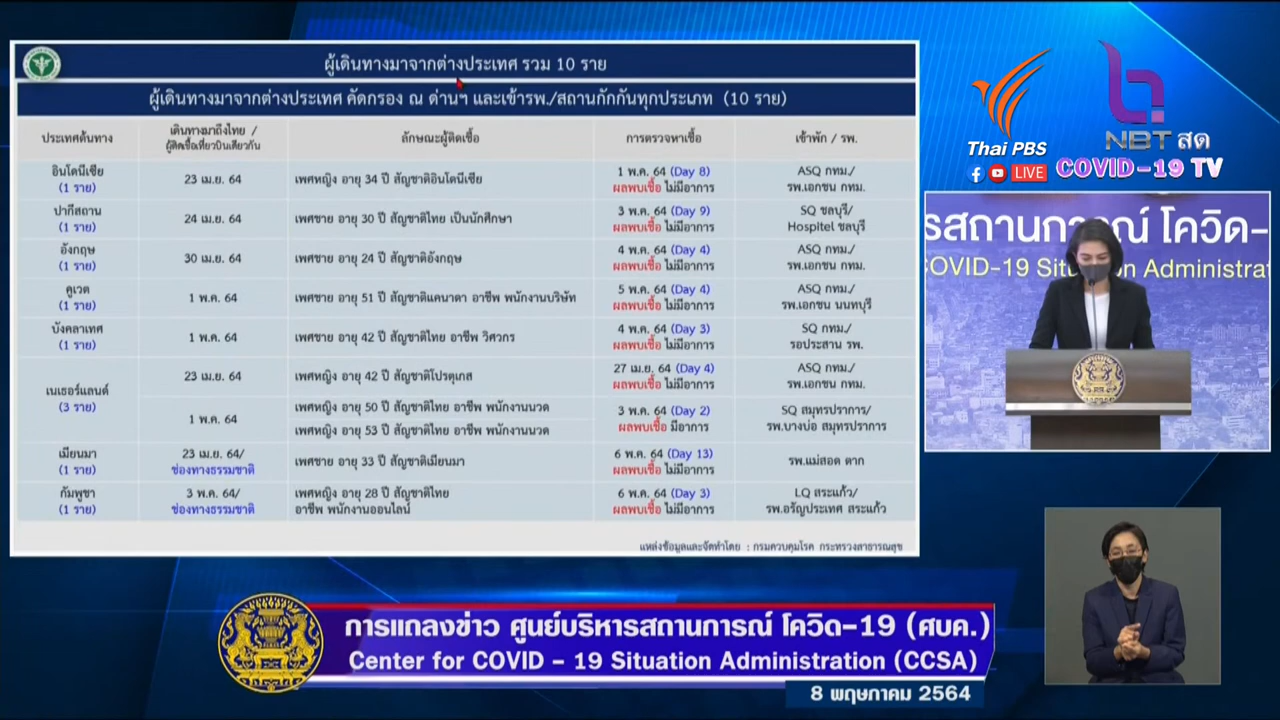 ผู้เดินทางมาจากต่างประเทศ รวม 10 ราย
ผู้เดินทางมาจากต่างประเทศ คัดกรอง ณ ด่านฯ และเข้ารพ./สถานกักกันทุกประเภท (10 ราย)
ประเทศต้นทาง
เดินทางมาถึงไทย /
ผู้ติดเชื้อเที่ยวบินเดียวกัน
ลักษณะผู้ติดเชื้อ
การตรวจหาเชื้อ
เข้าพัก / รพ.
อินโดนีเซีย
(1 ราย)
23 เม.ย. 64
เพศหญิง อายุ 34 ปี สัญชาติอินโดนีเซีย
1 พ.ค. 64 (Day 8)
ผลพบเชื้อ ไม่มีอาการ
ASQ กทม./
รพ.เอกชน กทม.
ปากีสถาน
(1 ราย)
24 เม.ย. 64
เพศชาย อายุ 30 ปี สัญชาติไทย เป็นนักศึกษา
3 พ.ค. 64 (Day 9)
ผลพบเชื้อ ไม่มีอาการ
SQ ชลบุรี/
Hospitel ชลบุรี
อังกฤษ
(1 ราย)
30 เม.ย. 64
เพศชาย อายุ 24 ปี สัญชาติอังกฤษ
4 พ.ค. 64 (Day 4)
ผลพบเชื้อ ไม่มีอาการ
ASQ กทม./
รพ.เอกชน กทม.
คูเวต
(1 ราย)
1 พ.ค. 64
เพศชาย อายุ 51 ปี สัญชาติแคนาดา อาชีพ พนักงานบริษัท
5 พ.ค. 64 (Day 4)
ผลพบเชื้อ ไม่มีอาการ
ASQ กทม./
รพ.เอกชน นนทบุรี
บังคลาเทศ
(1 ราย)
1 พ.ค. 64
เพศชาย อายุ 42 ปี สัญชาติไทย อาชีพ วิศวกร
4 พ.ค. 64 (Day 3)
ผลพบเชื้อ ไม่มีอาการ
SQ กทม./
รอประสาน รพ.
เนเธอร์แลนด์
(3 ราย)
23 เม.ย. 64
เพศหญิง อายุ 42 ปี สัญชาติโปรตุเกส
27 เม.ย. 64 (Day 4)
ผลพบเชื้อ ไม่มีอาการ
ASQ กทม./
รพ.เอกชน กทม.
1 พ.ค. 64
เพศหญิง อายุ 50 ปี สัญชาติไทย อาชีพ พนักงานนวด
เพศหญิง อายุ 53 ปี สัญชาติไทย อาชีพ พนักงานนวด
3 พ.ค. 64 (Day 2)
ผลพบเชื้อ มีอาการ
SQ สมุทรปราการ/
รพ.บางบ่อ สมุทรปราการ
เมียนมา
(1 ราย)
23 เม.ย. 64/
ช่องทางธรรมชาติ
เพศชาย อายุ 33 ปี สัญชาติเมียนมา
6 พ.ค. 64 (Day 13)
ผลพบเชื้อ ไม่มีอาการ
รพ.แม่สอด ตาก
กัมพูชา
(1 ราย)
3 พ.ค. 64/
ช่องทางธรรมชาติ
เพศหญิง อายุ 28 ปี สัญชาติไทย
อาชีพ พนักงานออนไลน์
6 พ.ค. 64 (Day 3)
ผลพบเชื้อ ไม่มีอาการ
LQ สระแก้ว/
รพ.อรัญประเทศ สระแก้ว
แหล่งข้อมูลและจัดทำโดย : กรมควบคุมโรค กระทรวงสาธารณสุข
Thai PBS
LIVE
NBT สด
COVID-19 TV
รสถานการณ์ โควิด-
COVID-19 Situation Administrat
การแถลงข่าว ศูนย์บริหารสถานการณ์ โควิด-19 (ศบค.)
Center for COVID – 19 Situation Administration (CCSA)
8 พฤษภาคม 2564